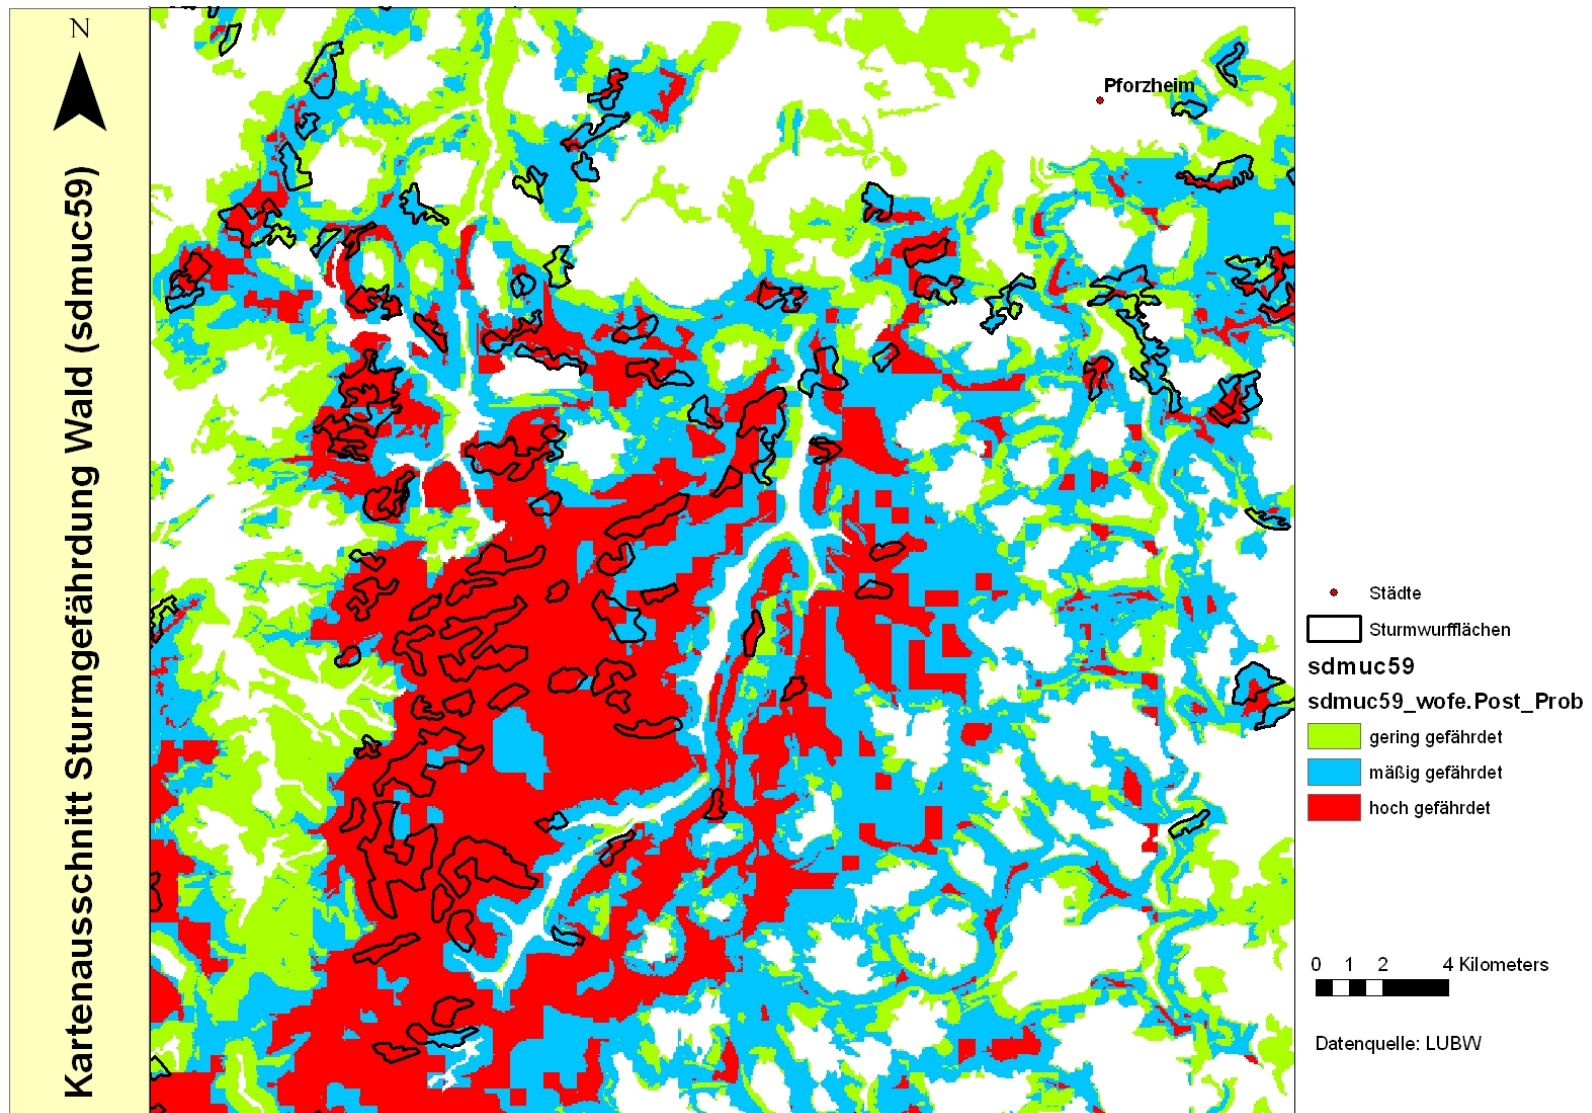 N
Kartenausschnitt Sturmgefährdung Wald (sdmuc59)
Pforzheim
Städte
Sturmwurfflächen
sdmuc59
sdmuc59_wofe.Post_Prob
gering gefährdet
mäßig gefährdet
hoch gefährdet
0 1 2 4 Kilometers
Datenquelle: LUBW